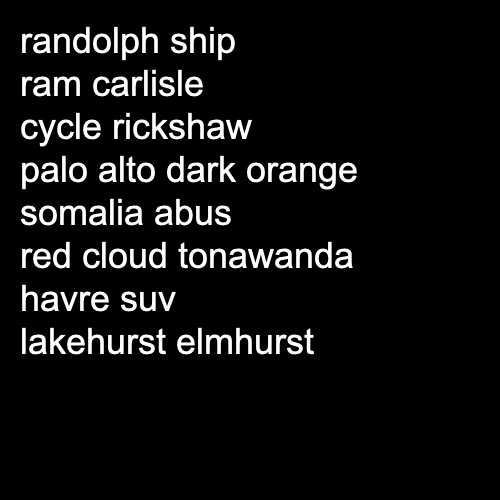 randolph ship
ram carlisle
cycle rickshaw
palo alto dark orange
somalia abus
red cloud tonawanda
havre suv
lakehurst elmhurst